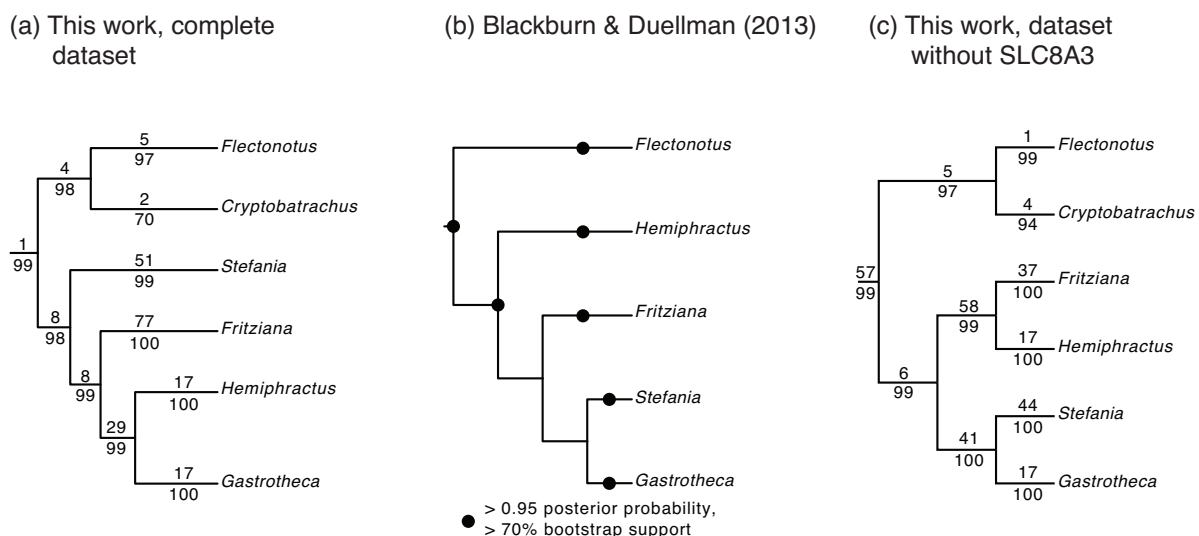 (a) This work, complete
dataset
5
97
Flectonotus
4
98
2
70
Cryptobatrachus
1
99
51
99
Stefania
8
98
77
100
Fritziana
8
99
17
100
Hemiphractus
29
99
17
100
Gastrotheca
(b) Blackburn & Duellman (2013)
Flectonotus
Hemiphractus
Fritziana
Stefania
Gastrotheca
> 0.95 posterior probability,
> 70% bootstrap support
(c) This work, dataset
without SLC8A3
1
99
Flectonotus
5
97
4
94
Cryptobatrachus
57
99
37
100
Fritziana
58
99
17
100
Hemiphractus
6
99
44
100
Stefania
41
100
17
100
Gastrotheca